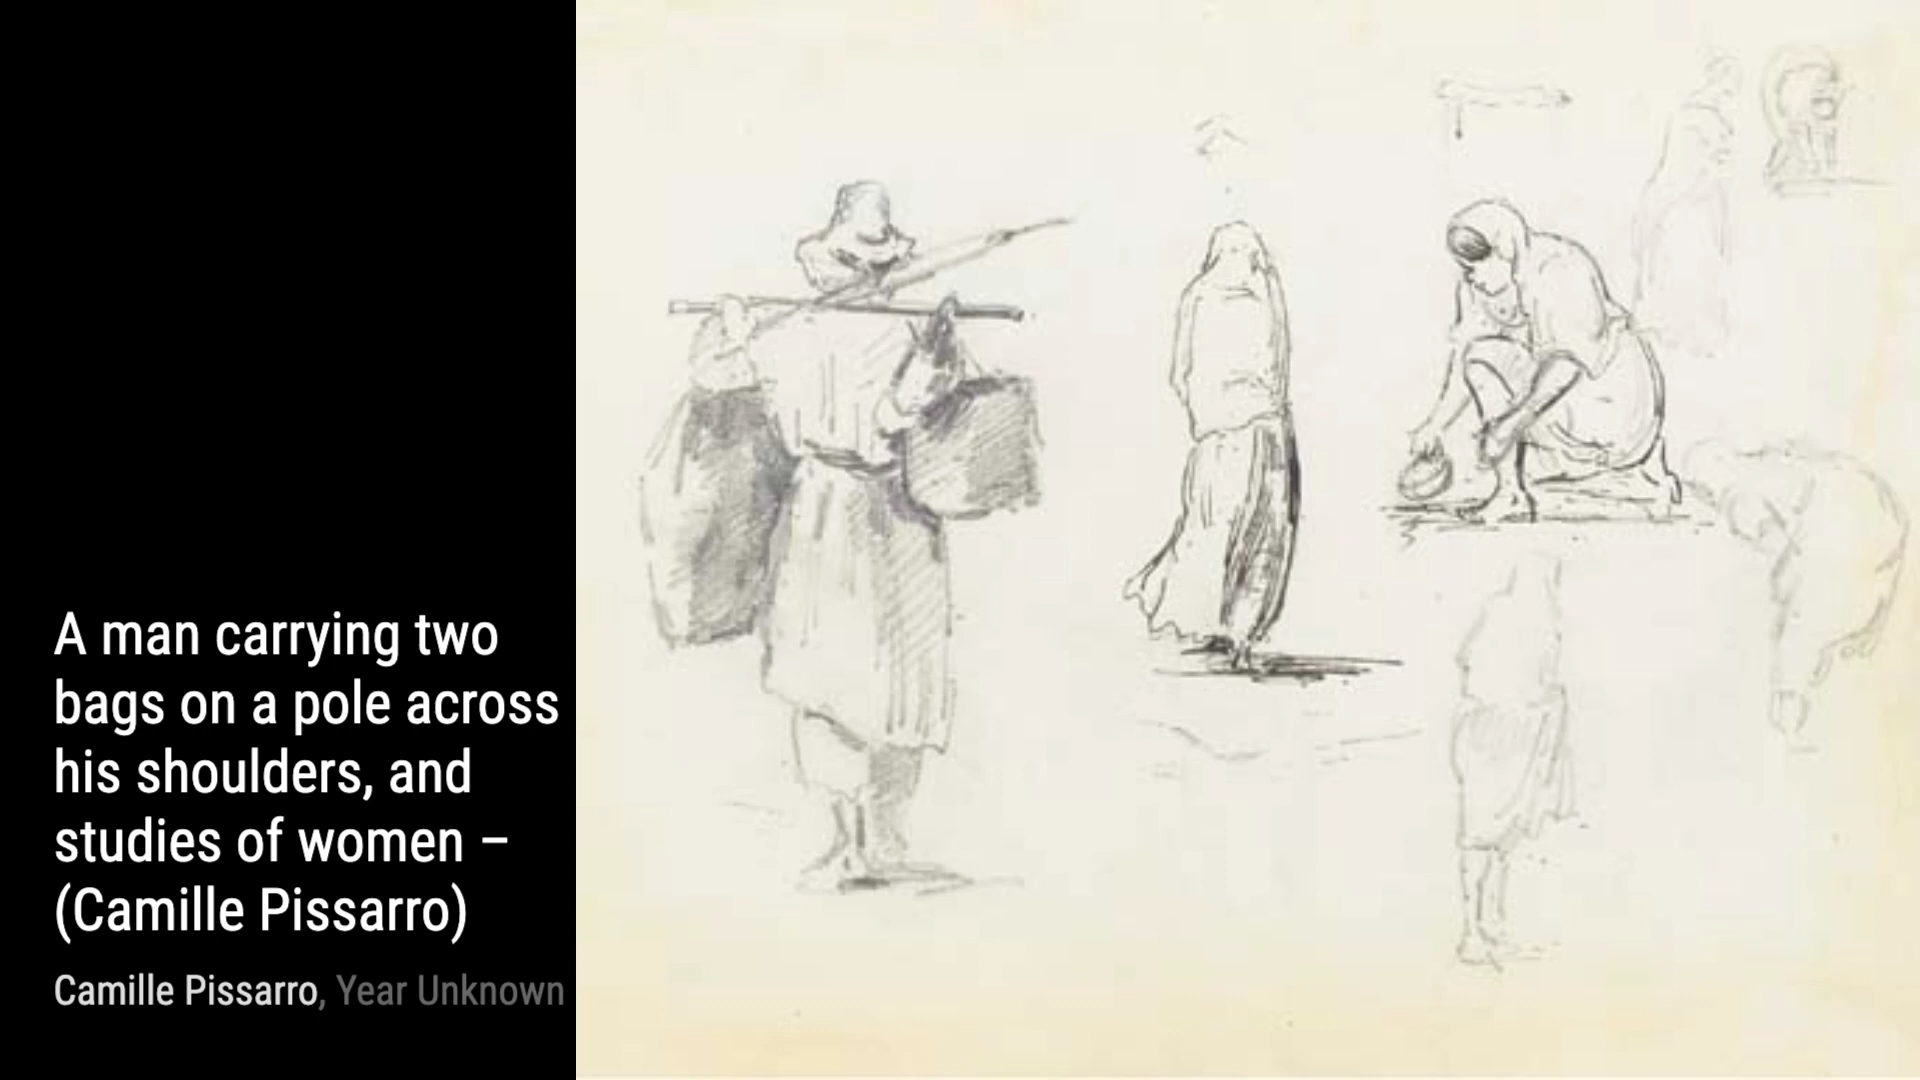 A man carrying two
bags on a pole across
his shoulders, and
studies of women –
(Camille Pissarro)
Camille Pissarro, Year Unknown